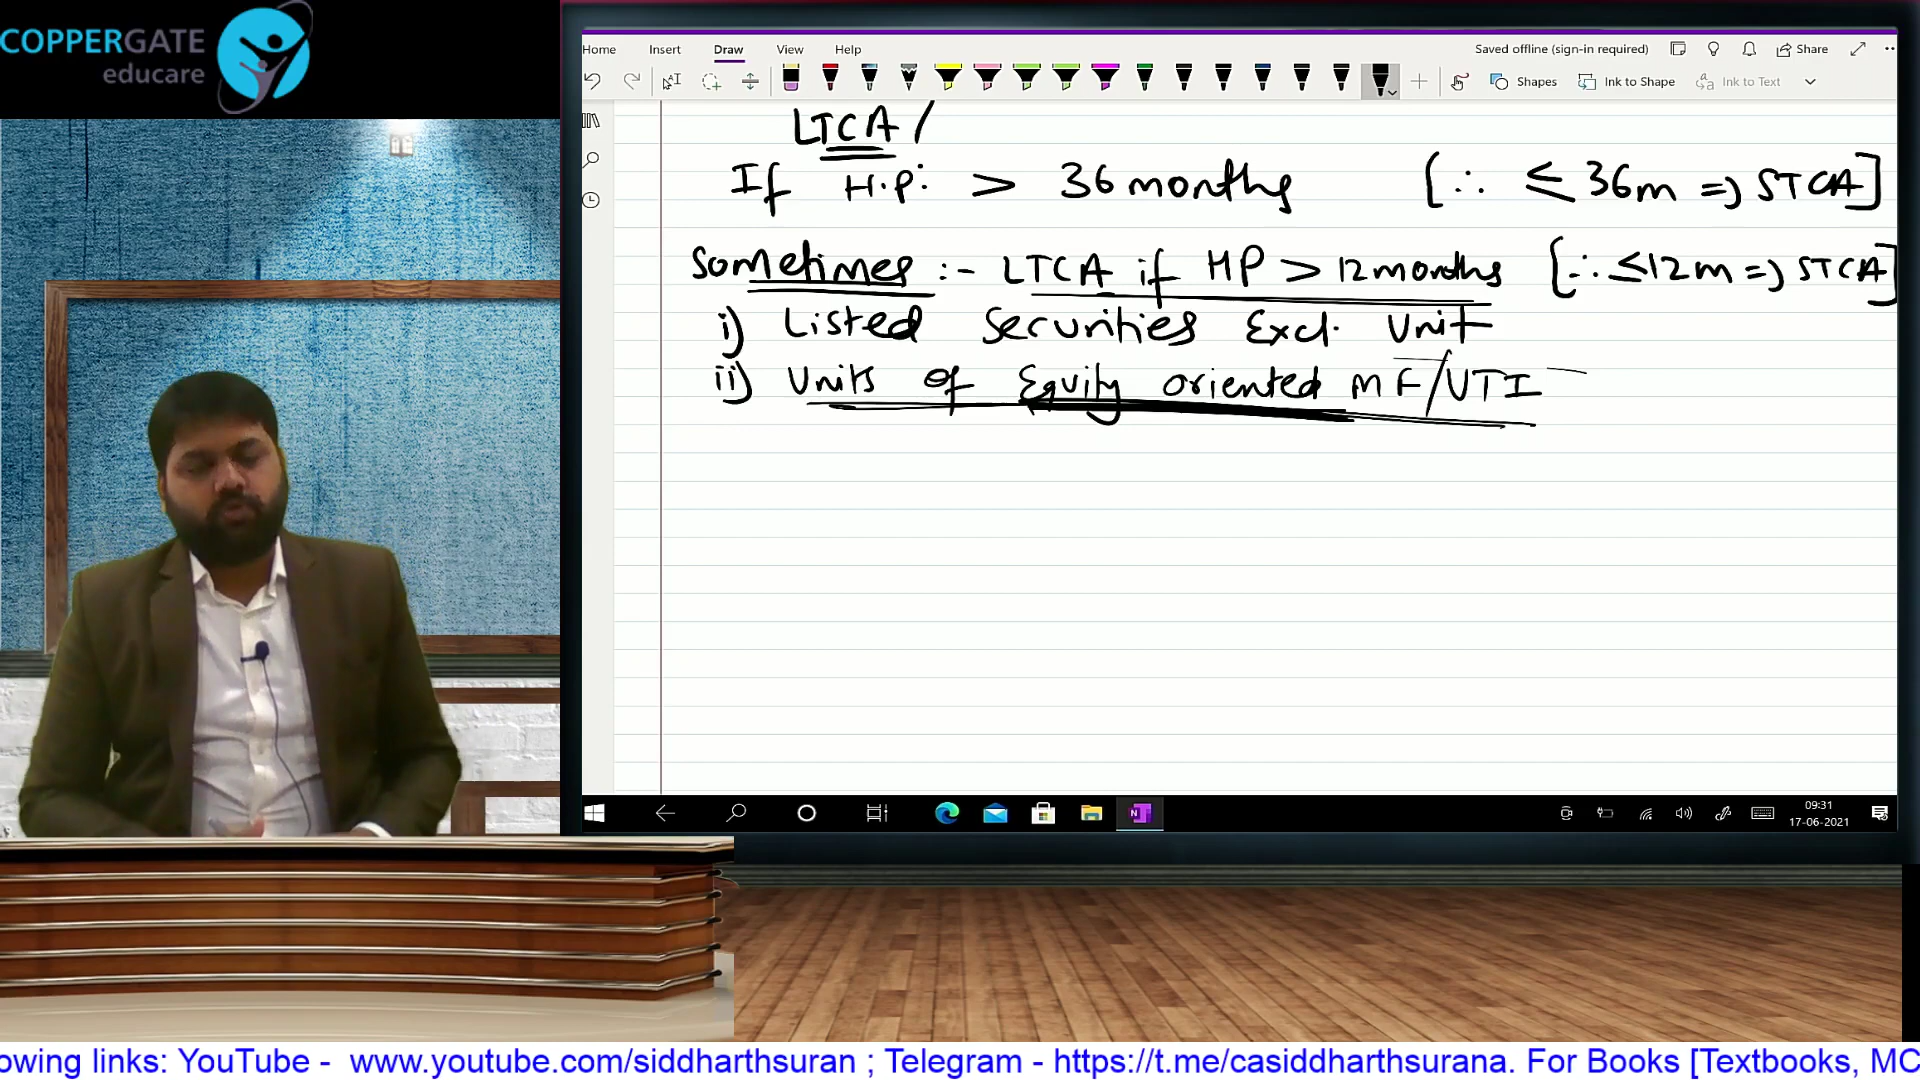 COPPERGATE
educare
Home Insert Draw View Help Saved offline (sign-in required) Share
Shapes Ink to Shape Ink to Text
LTCA /
If H.P. > 36 months [∴ ≤ 36m => STCA]
Sometimes :- LTCA if HP > 12 months [∴ ≤12m => STCA]
i) Listed Securities Excl. Unit
ii) Units of Equity oriented MF/UTI
09:31
17-06-2021
owing links: YouTube - www.youtube.com/siddharthsuran ; Telegram - https://t.me/casiddharthsurana. For Books [Textbooks, MC